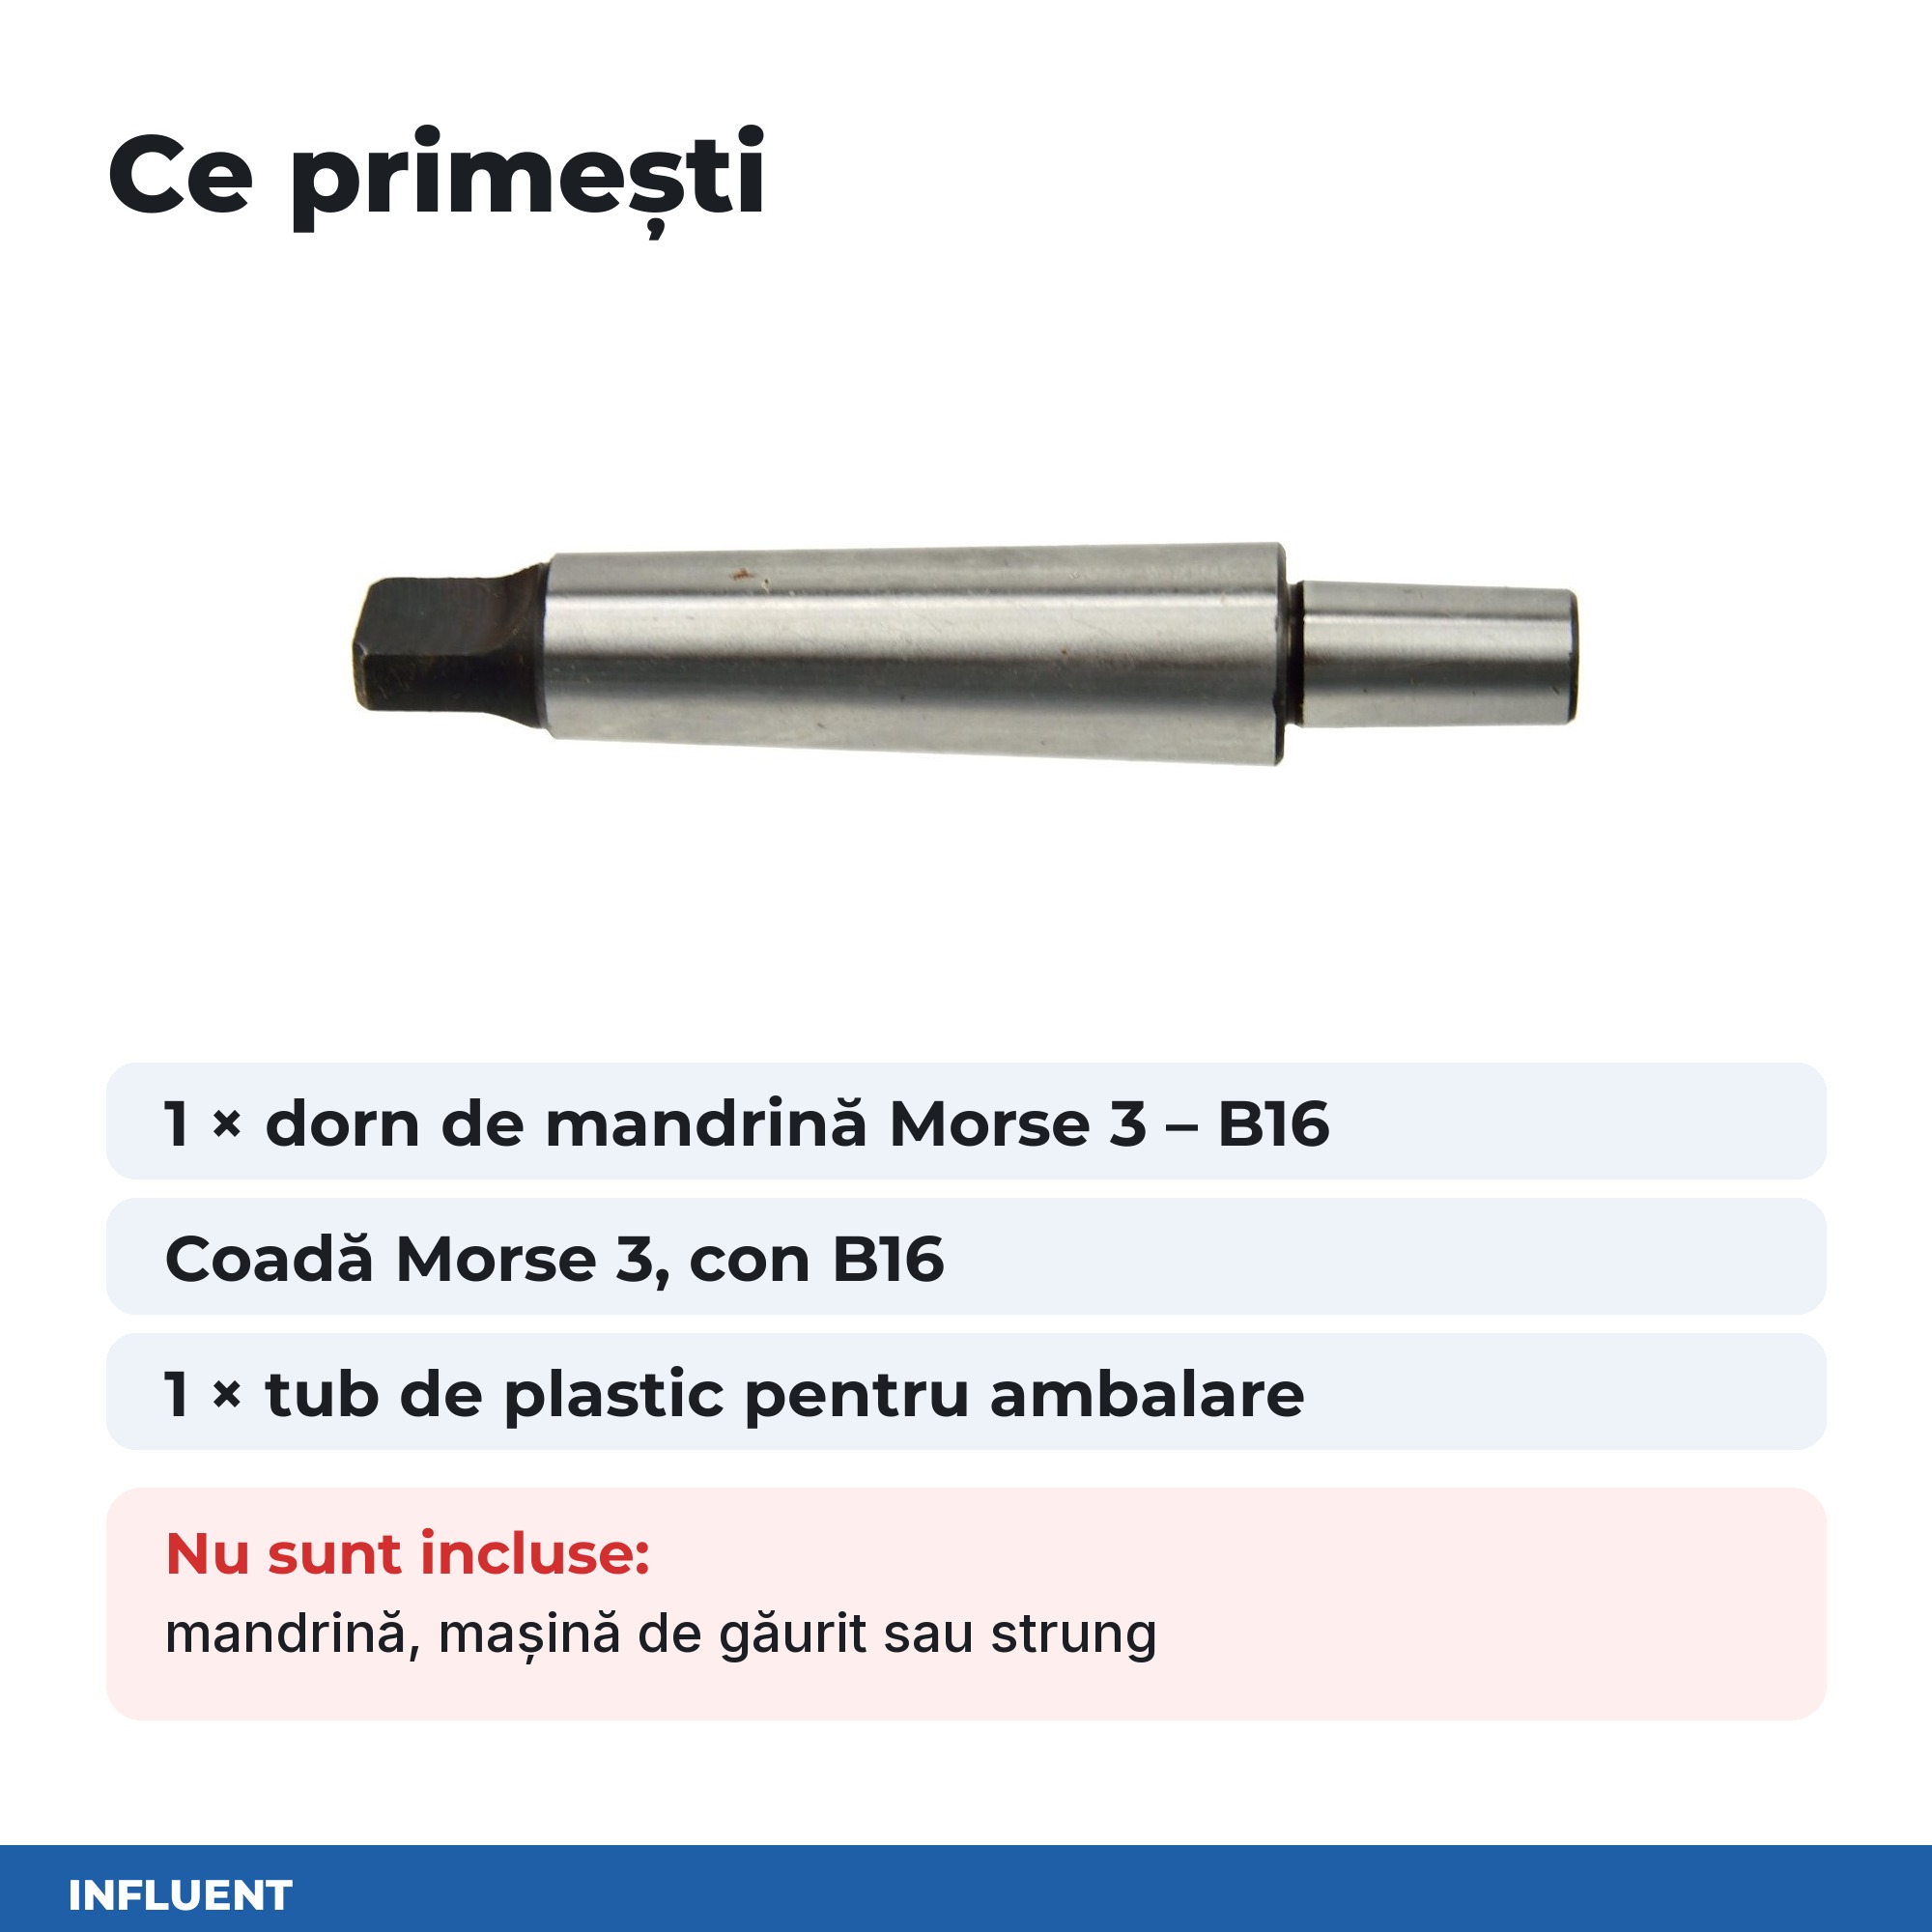 Ce primești
1 × dorn de mandrină Morse 3 – B16
Coadă Morse 3, con B16
1 × tub de plastic pentru ambalare
Nu sunt incluse:
mandrină, mașină de găurit sau strung
INFLUENT